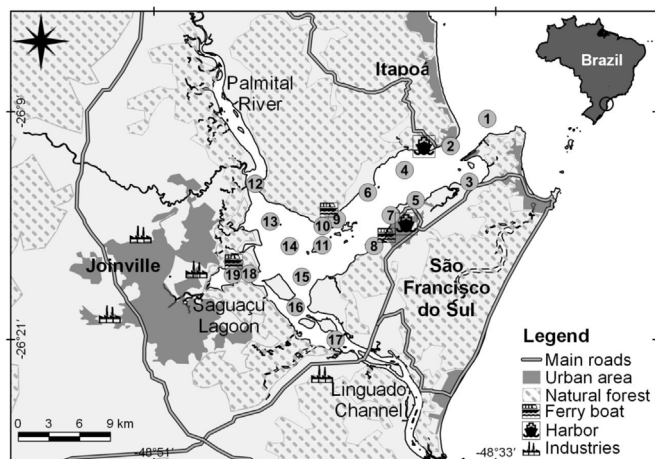 Brazil
Itapoá
Palmital
River
-26°9'
1
2
3
4
5
6
7
8
9
10
11
12
13
14
15
16
17
18
19
Joinville
Saguaçu
Lagoon
São
Francisco
do Sul
-26°21'
Linguado
Channel
Legend
Main roads
Urban area
Natural forest
Ferry boat
Harbor
Industries
0 3 6 9 km
-48°51'
-48°33'